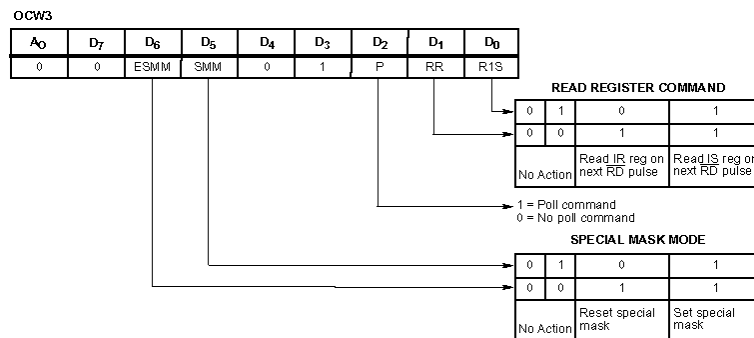 OCW3
AO D7 D6 D5 D4 D3 D2 D1 D0
0 0 ESMM SMM 0 1 P RR R1S
READ REGISTER COMMAND
0 1 0 1
0 0 1 1
No Action
Read IR reg on
next RD pulse
Read IS reg on
next RD pulse
1 = Poll command
0 = No poll command
SPECIAL MASK MODE
0 1 0 1
0 0 1 1
No Action
Reset special
mask
Set special
mask